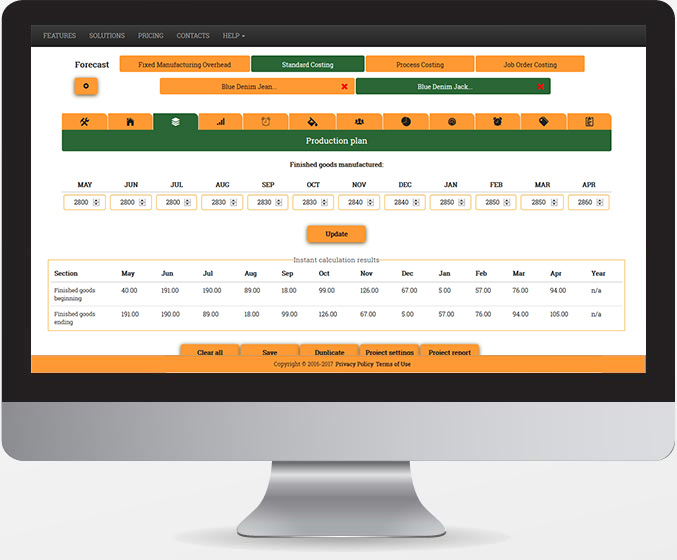 FEATURES SOLUTIONS PRICING CONTACTS HELP
Forecast Fixed Manufacturing Overhead Standard Costing Process Costing Job Order Costing
Blue Denim Jean... Blue Denim Jack...
Production plan
Finished goods manufactured:
MAY JUN JUL AUG SEP OCT NOV DEC JAN FEB MAR APR
2800 2800 2800 2830 2830 2830 2840 2840 2850 2850 2850 2860
Update
Instant calculation results
Section May Jun Jul Aug Sep Oct Nov Dec Jan Feb Mar Apr Year
Finished goods
beginning 40.00 191.00 190.00 89.00 18.00 99.00 126.00 67.00 5.00 57.00 76.00 94.00 n/a
Finished goods
ending 191.00 190.00 89.00 18.00 99.00 126.00 67.00 5.00 57.00 76.00 94.00 105.00 n/a
Clear all Save Duplicate Project settings Project report
Copyright © 2016-2017 Privacy Policy Terms of Use